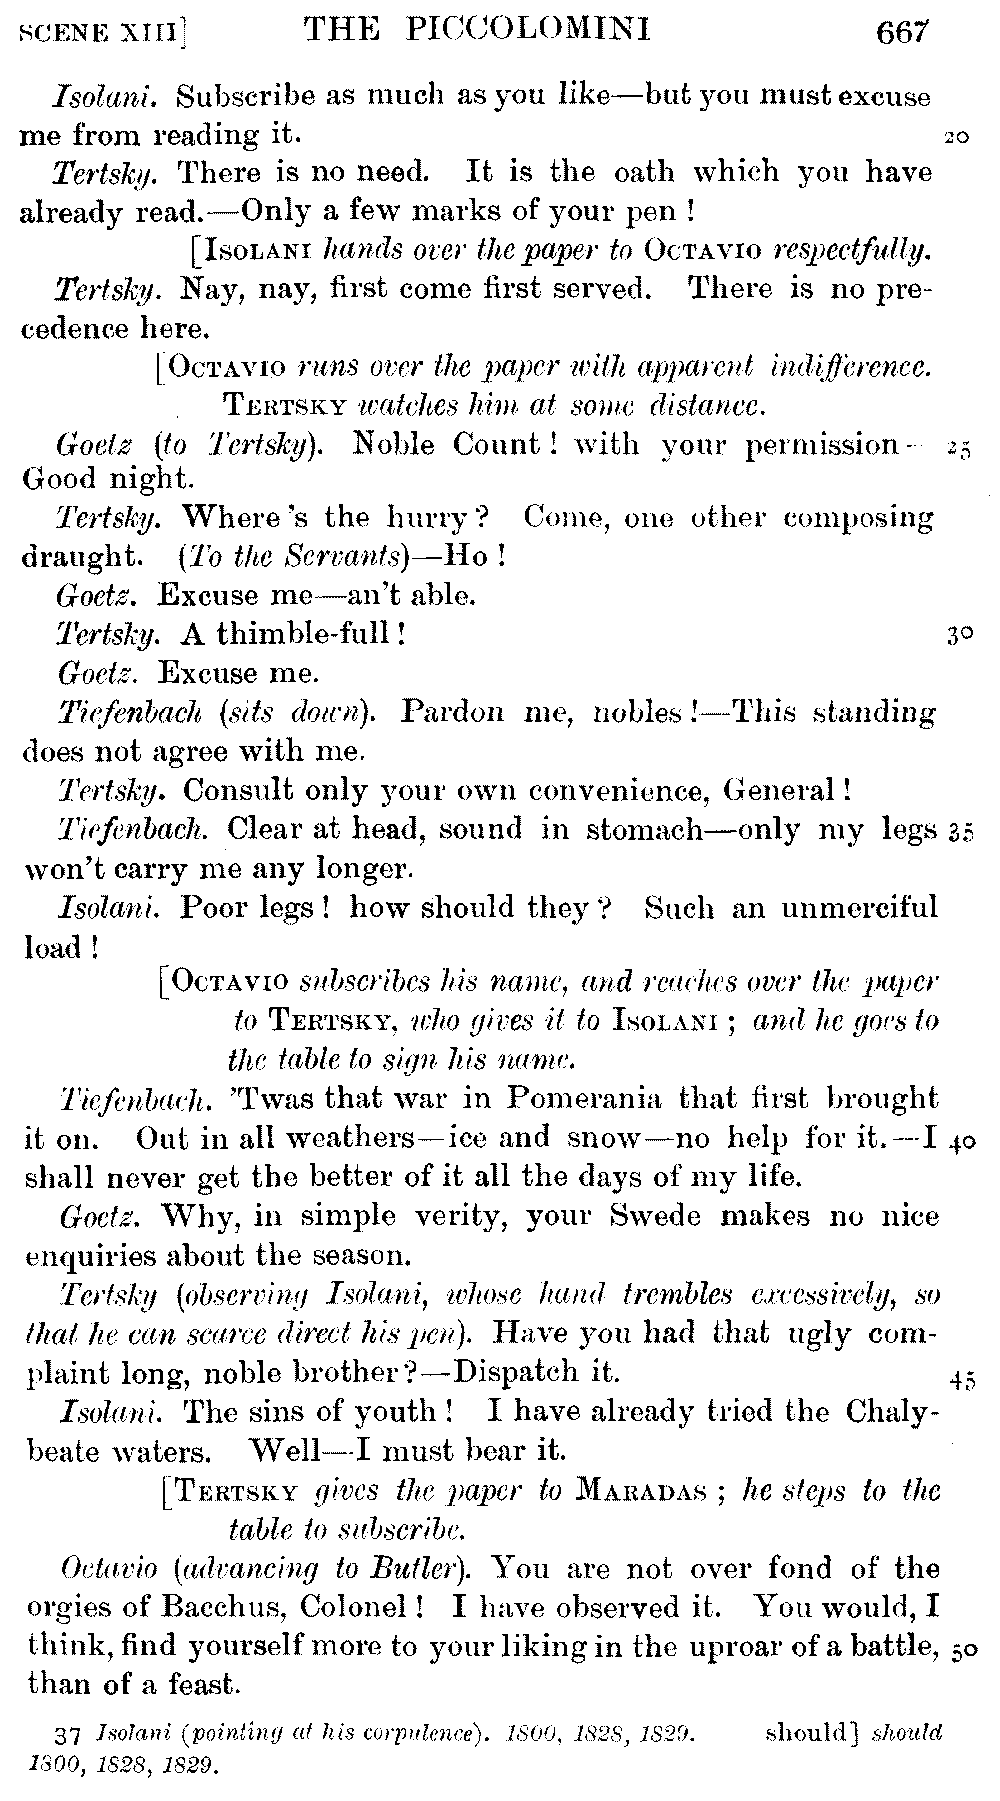 SCENE XIII] THE PICCOLOMINI 667
Isolani. Subscribe as much as you like—but you must excuse
me from reading it. 20
Tertsky. There is no need. It is the oath which you have
already read.—Only a few marks of your pen !
[ISOLANI hands over the paper to OCTAVIO respectfully.
Tertsky. Nay, nay, first come first served. There is no pre-
cedence here.
[OCTAVIO runs over the paper with apparent indifference.
TERTSKY watches him at some distance.
Goetz (to Tertsky). Noble Count ! with your permission— 25
Good night.
Tertsky. Where 's the hurry ? Come, one other composing
draught. (To the Servants)—Ho !
Goetz. Excuse me—an't able.
Tertsky. A thimble-full ! 30
Goetz. Excuse me.
Tiefenbach (sits down). Pardon me, nobles !—This standing
does not agree with me.
Tertsky. Consult only your own convenience, General !
Tiefenbach. Clear at head, sound in stomach—only my legs 35
won't carry me any longer.
Isolani. Poor legs ! how should they ? Such an unmerciful
load !
[OCTAVIO subscribes his name, and reaches over the paper
to TERTSKY, who gives it to ISOLANI ; and he goes to
the table to sign his name.
Tiefenbach. 'Twas that war in Pomerania that first brought
it on. Out in all weathers—ice and snow—no help for it.—I 40
shall never get the better of it all the days of my life.
Goetz. Why, in simple verity, your Swede makes no nice
enquiries about the season.
Tertsky (observing Isolani, whose hand trembles excessively, so
that he can scarce direct his pen). Have you had that ugly com-
plaint long, noble brother ?—Dispatch it. 45
Isolani. The sins of youth ! I have already tried the Chaly-
beate waters. Well—I must bear it.
[TERTSKY gives the paper to MARADAS ; he steps to the
table to subscribe.
Octavio (advancing to Butler). You are not over fond of the
orgies of Bacchus, Colonel ! I have observed it. You would, I
think, find yourself more to your liking in the uproar of a battle, 50
than of a feast.
37 Isolani (pointing at his corpulence). 1800, 1828, 1829. should] should
1800, 1828, 1829.